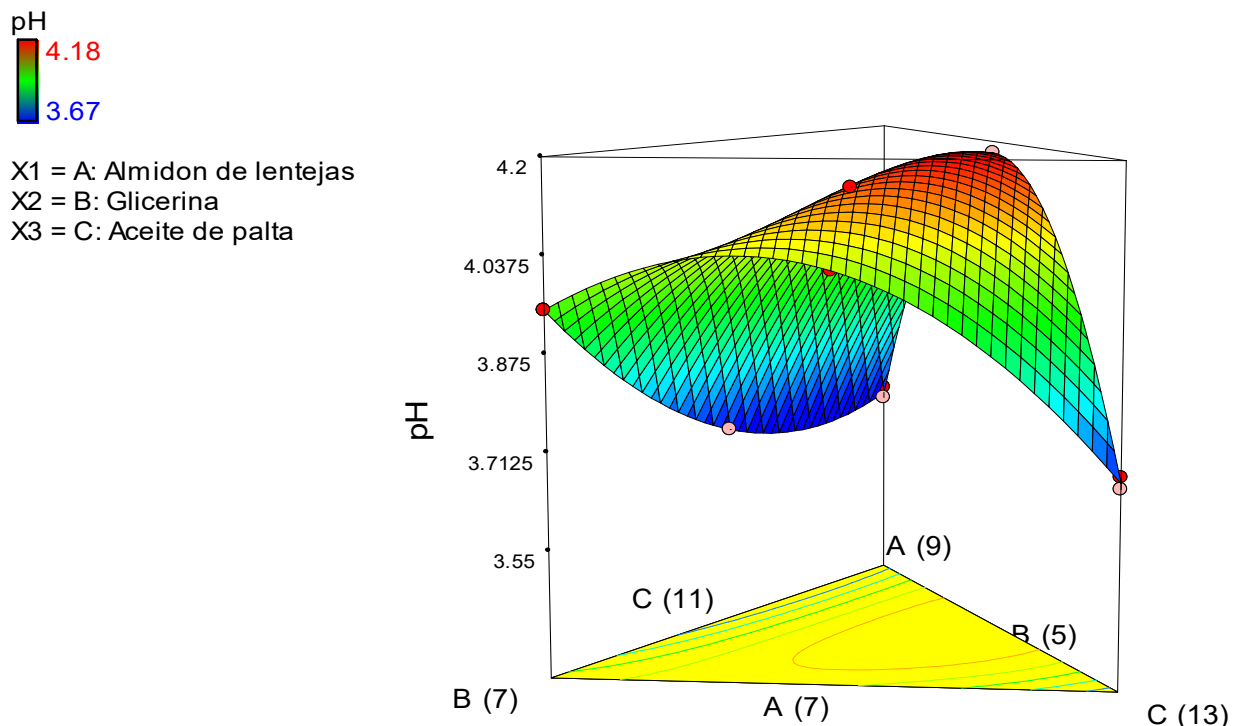 pH
4.18
3.67
X1 = A: Almidon de lentejas
X2 = B: Glicerina
X3 = C: Aceite de palta
4.2
4.0375
3.875
3.7125
3.55
pH
A (9)
C (11)
B (5)
B (7)
A (7)
C (13)